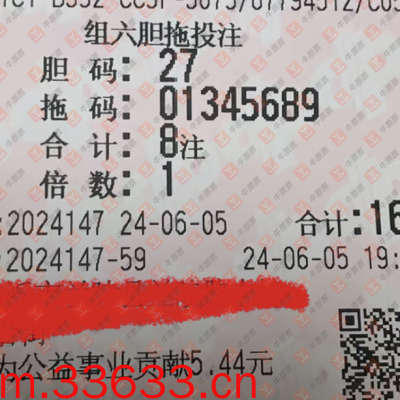 组六胆拖投注
胆 码: 27
拖 码: 01345689
合 计: 8注
倍 数: 1
:2024147 24-06-05 合计:16
:2024147-59 24-06-05 19:
为公益事业贡献5.44元
m.33633.cn